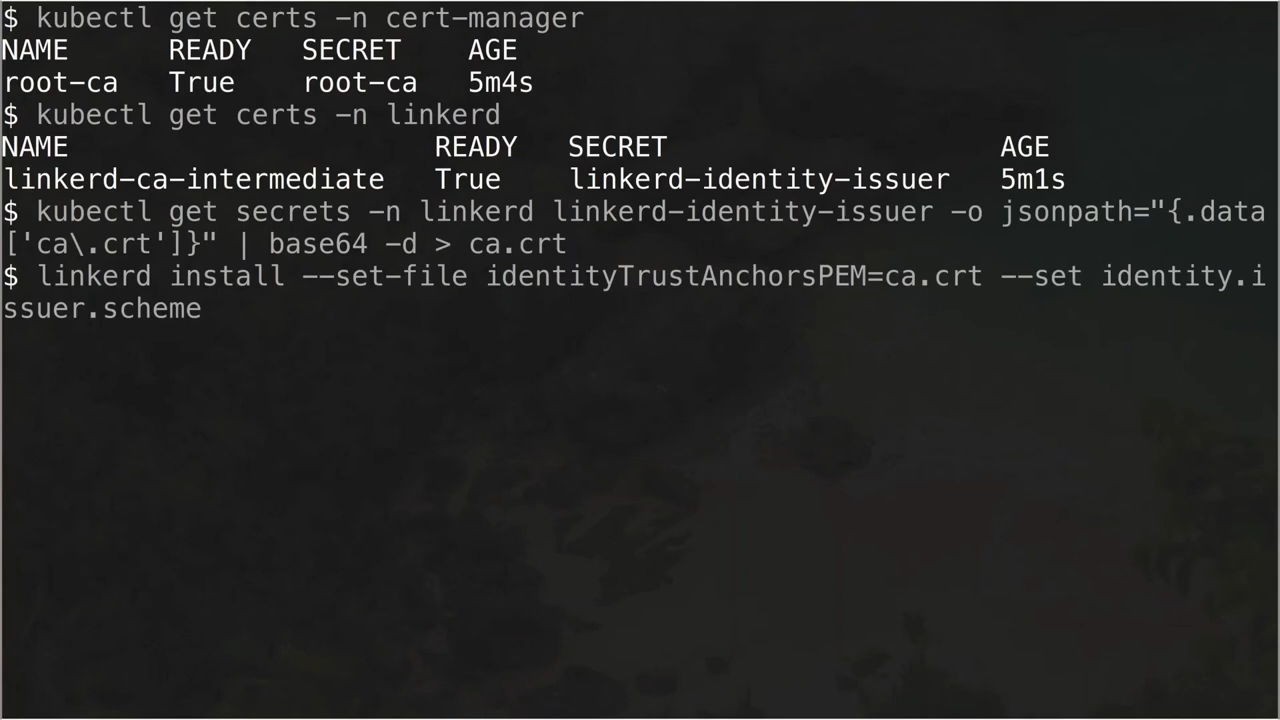 $ kubectl get certs -n cert-manager
NAME      READY   SECRET    AGE
root-ca   True    root-ca   5m4s
$ kubectl get certs -n linkerd
NAME                      READY   SECRET                    AGE
linkerd-ca-intermediate   True    linkerd-identity-issuer   5m1s
$ kubectl get secrets -n linkerd linkerd-identity-issuer -o jsonpath="{.data
['ca\.crt']}" | base64 -d > ca.crt
$ linkerd install --set-file identityTrustAnchorsPEM=ca.crt --set identity.i
ssuer.scheme